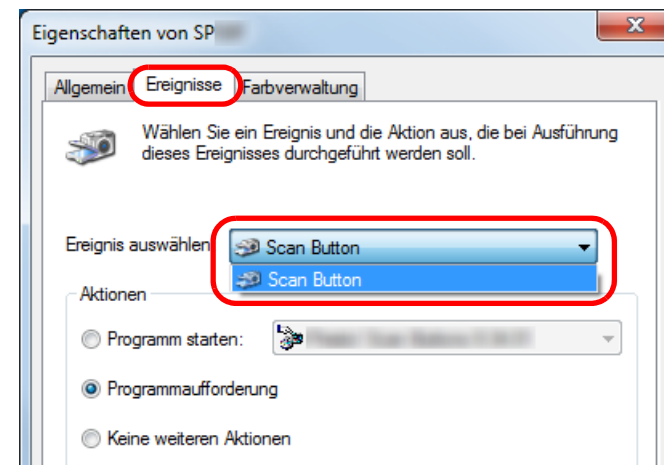 Eigenschaften von SP
Allgemein Ereignisse Farbverwaltung
Wählen Sie ein Ereignis und die Aktion aus, die bei Ausführung
dieses Ereignisses durchgeführt werden soll.
Ereignis auswählen: Scan Button
Scan Button
Aktionen
Programm starten:
Programmaufforderung
Keine weiteren Aktionen